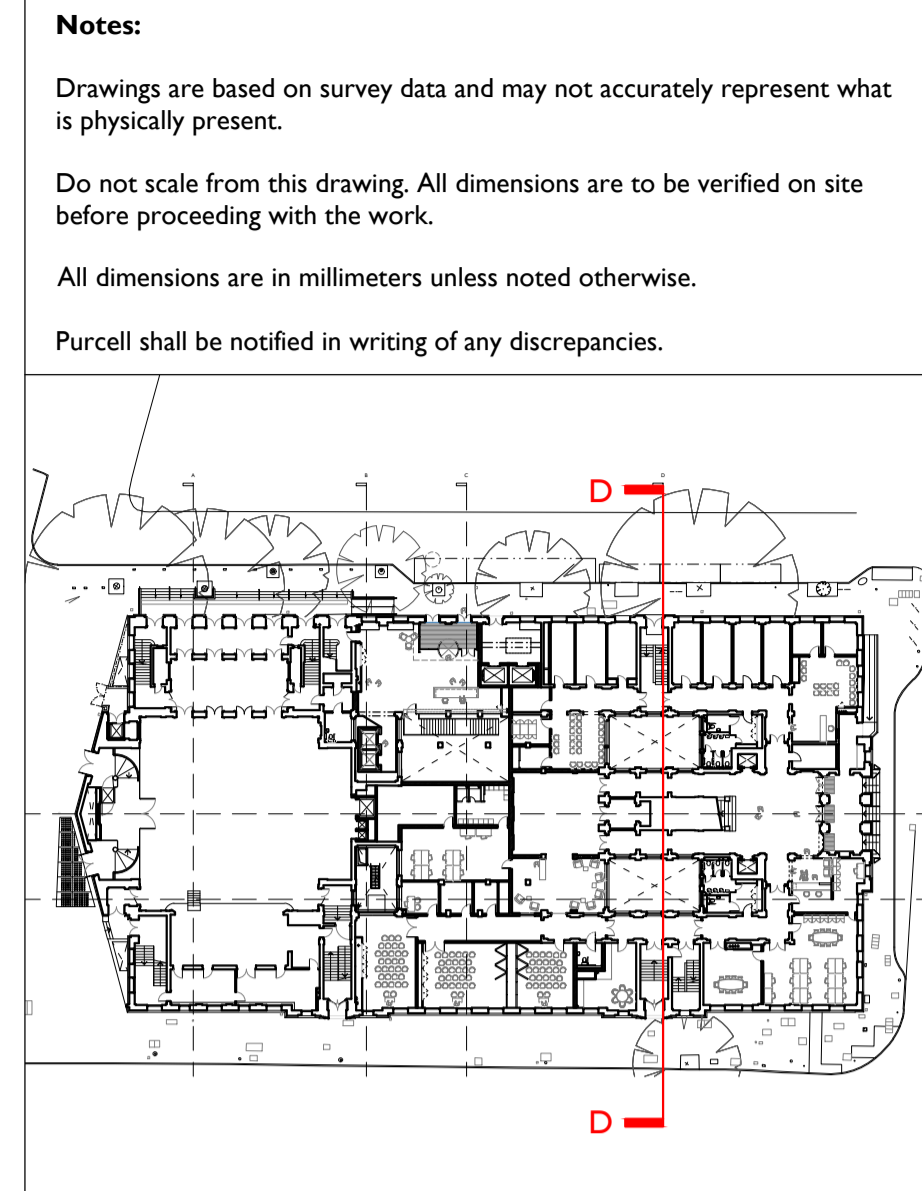 Notes:
Drawings are based on survey data and may not accurately represent what
is physically present.
Do not scale from this drawing. All dimensions are to be verified on site
before proceeding with the work.
All dimensions are in millimeters unless noted otherwise.
Purcell shall be notified in writing of any discrepancies.
A B C D
D
D